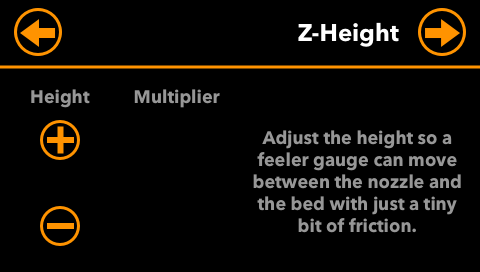 Z-Height
Height Multiplier
Adjust the height so a
feeler gauge can move
between the nozzle and
the bed with just a tiny
bit of friction.